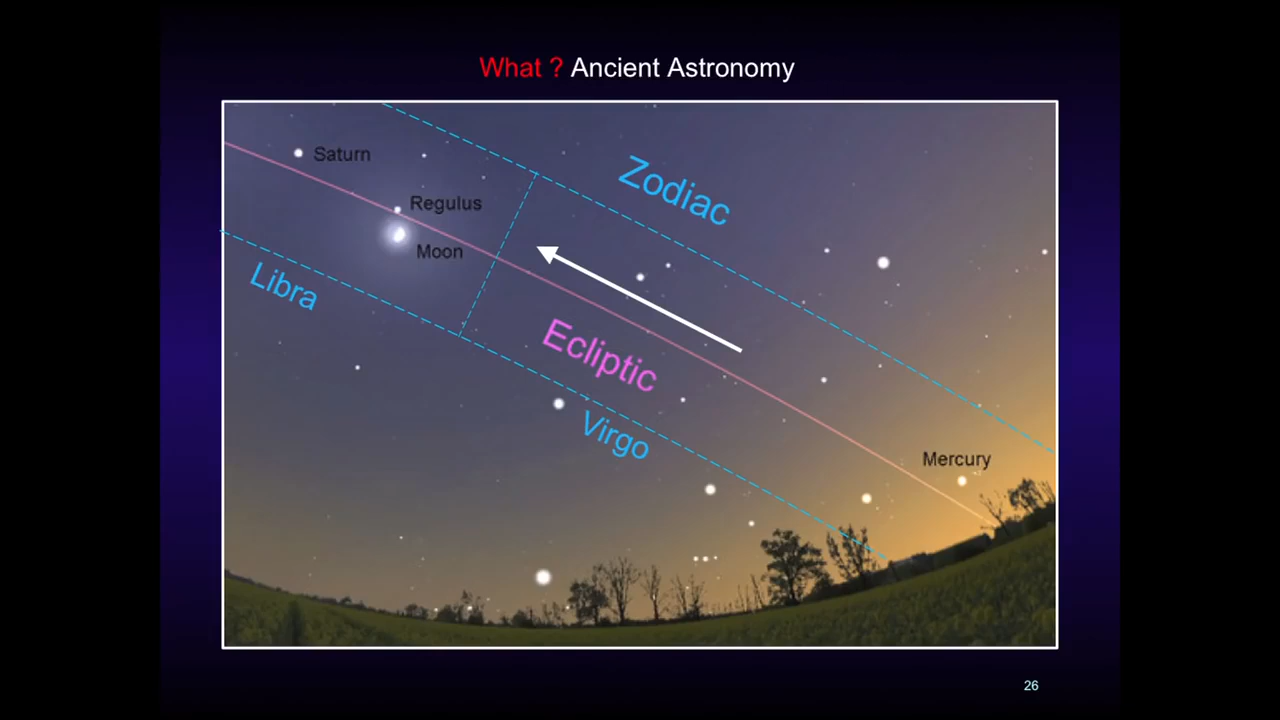 What ? Ancient Astronomy
Zodiac
Saturn
Regulus
Moon
Libra
Ecliptic
Virgo
Mercury
26